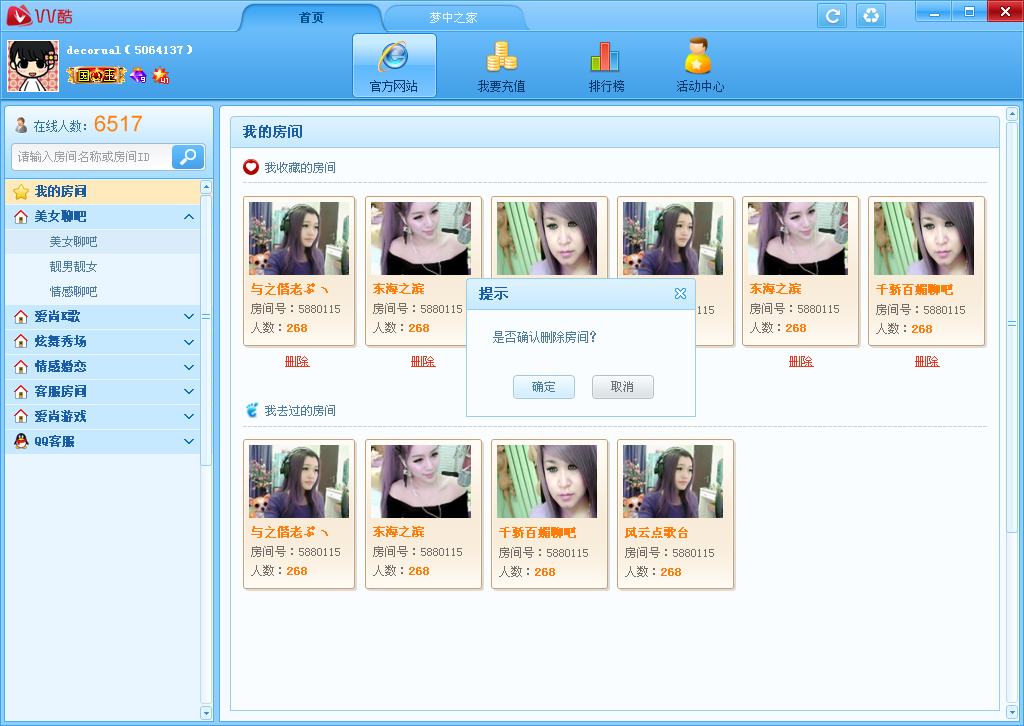 VV酷
首页
梦中之家
decorual(5064137)
官方网站
我要充值
排行榜
活动中心
在线人数：6517
请输入房间名称或房间ID
我的房间
美女聊吧
美女聊吧
靓男靓女
情感聊吧
爱尚K歌
炫舞秀场
情感婚恋
客服房间
爱尚游戏
QQ客服
我的房间
我收藏的房间
与之偕老ぷヽ
房间号：5880115
人数：268
删除
东海之滨
房间号：5880115
人数：268
删除
115
东海之滨
房间号：5880115
人数：268
删除
千骄百媚聊吧
房间号：5880115
人数：268
删除
提示
是否确认删除房间?
确定
取消
我去过的房间
与之偕老ぷヽ
房间号：5880115
人数：268
东海之滨
房间号：5880115
人数：268
千骄百媚聊吧
房间号：5880115
人数：268
风云点歌台
房间号：5880115
人数：268